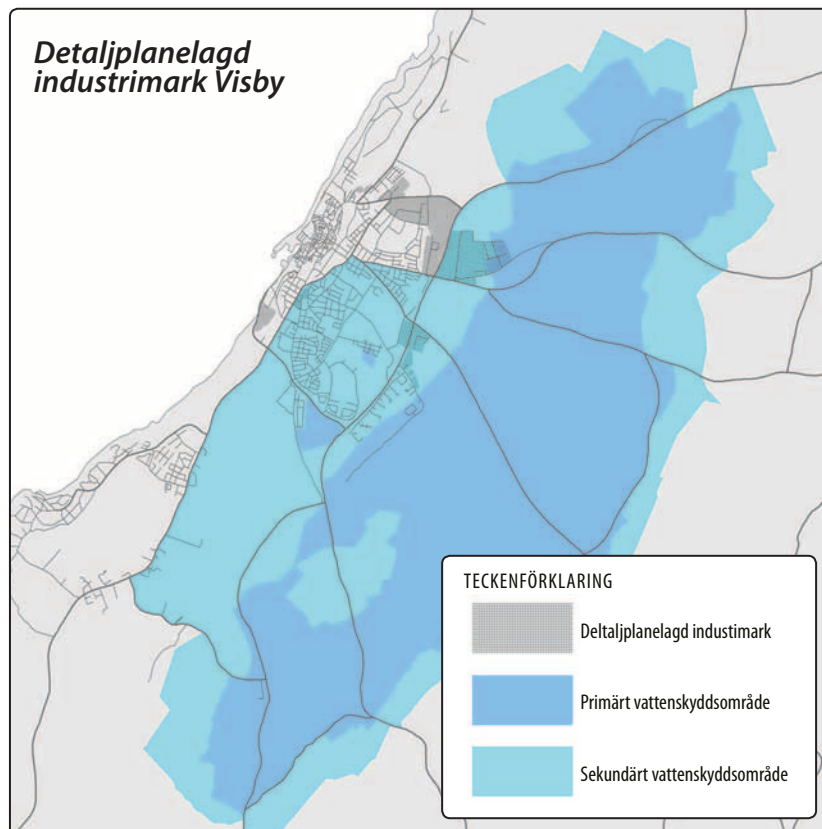 Detaljplanelagd
industrimark Visby
TECKENFÖRKLARING
Deltaljplanelagd industimark
Primärt vattenskyddsområde
Sekundärt vattenskyddsområde